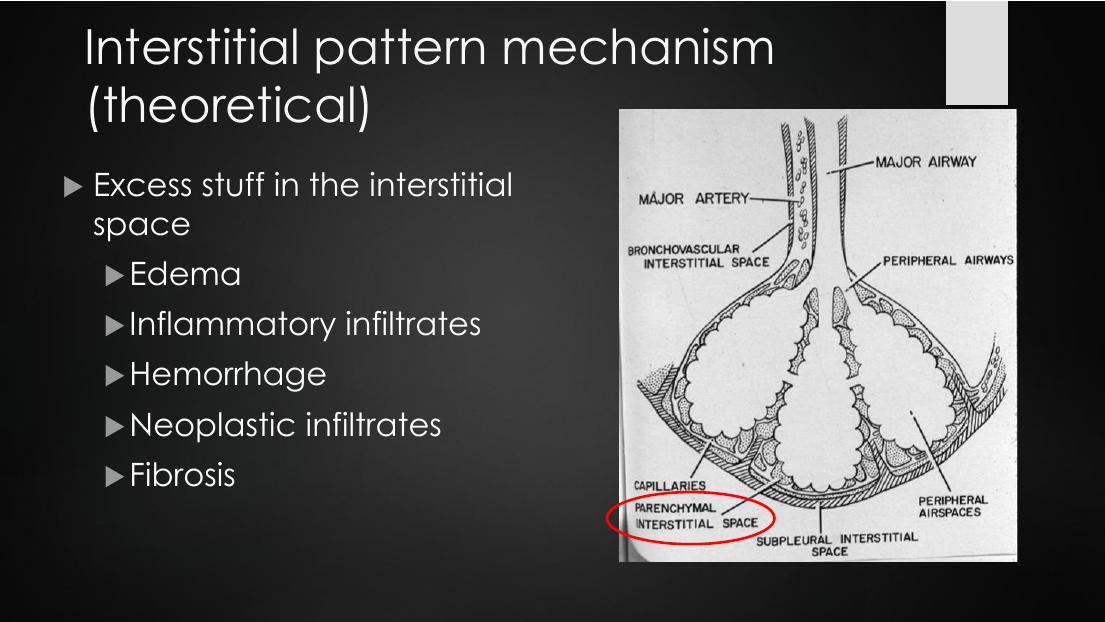 Interstitial pattern mechanism
(theoretical)
Excess stuff in the interstitial
space
Edema
Inflammatory infiltrates
Hemorrhage
Neoplastic infiltrates
Fibrosis
MAJOR AIRWAY
MAJOR ARTERY
BRONCHOVASCULAR
INTERSTITIAL SPACE
PERIPHERAL AIRWAYS
CAPILLARIES
PARENCHYMAL
INTERSTITIAL SPACE
PERIPHERAL
AIRSPACES
SUBPLEURAL INTERSTITIAL
SPACE